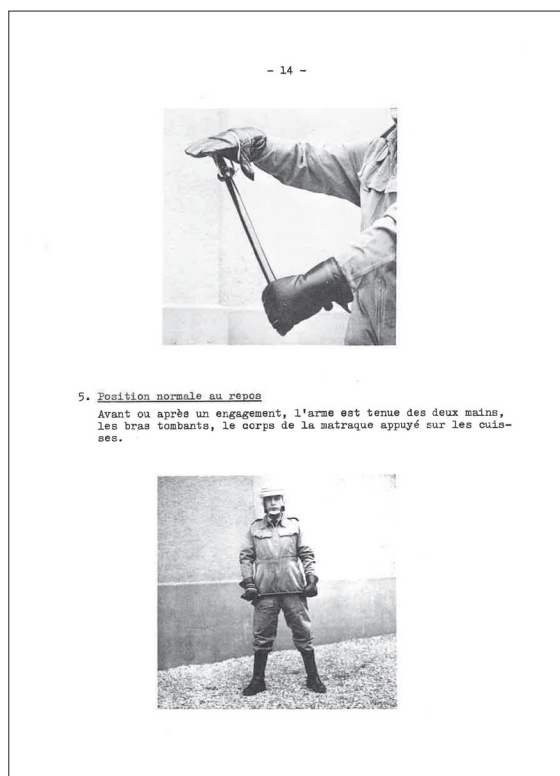 - 14 -
5. Position normale au repos
Avant ou après un engagement, l'arme est tenue des deux mains,
les bras tombants, le corps de la matraque appuyé sur les cuis-
ses.